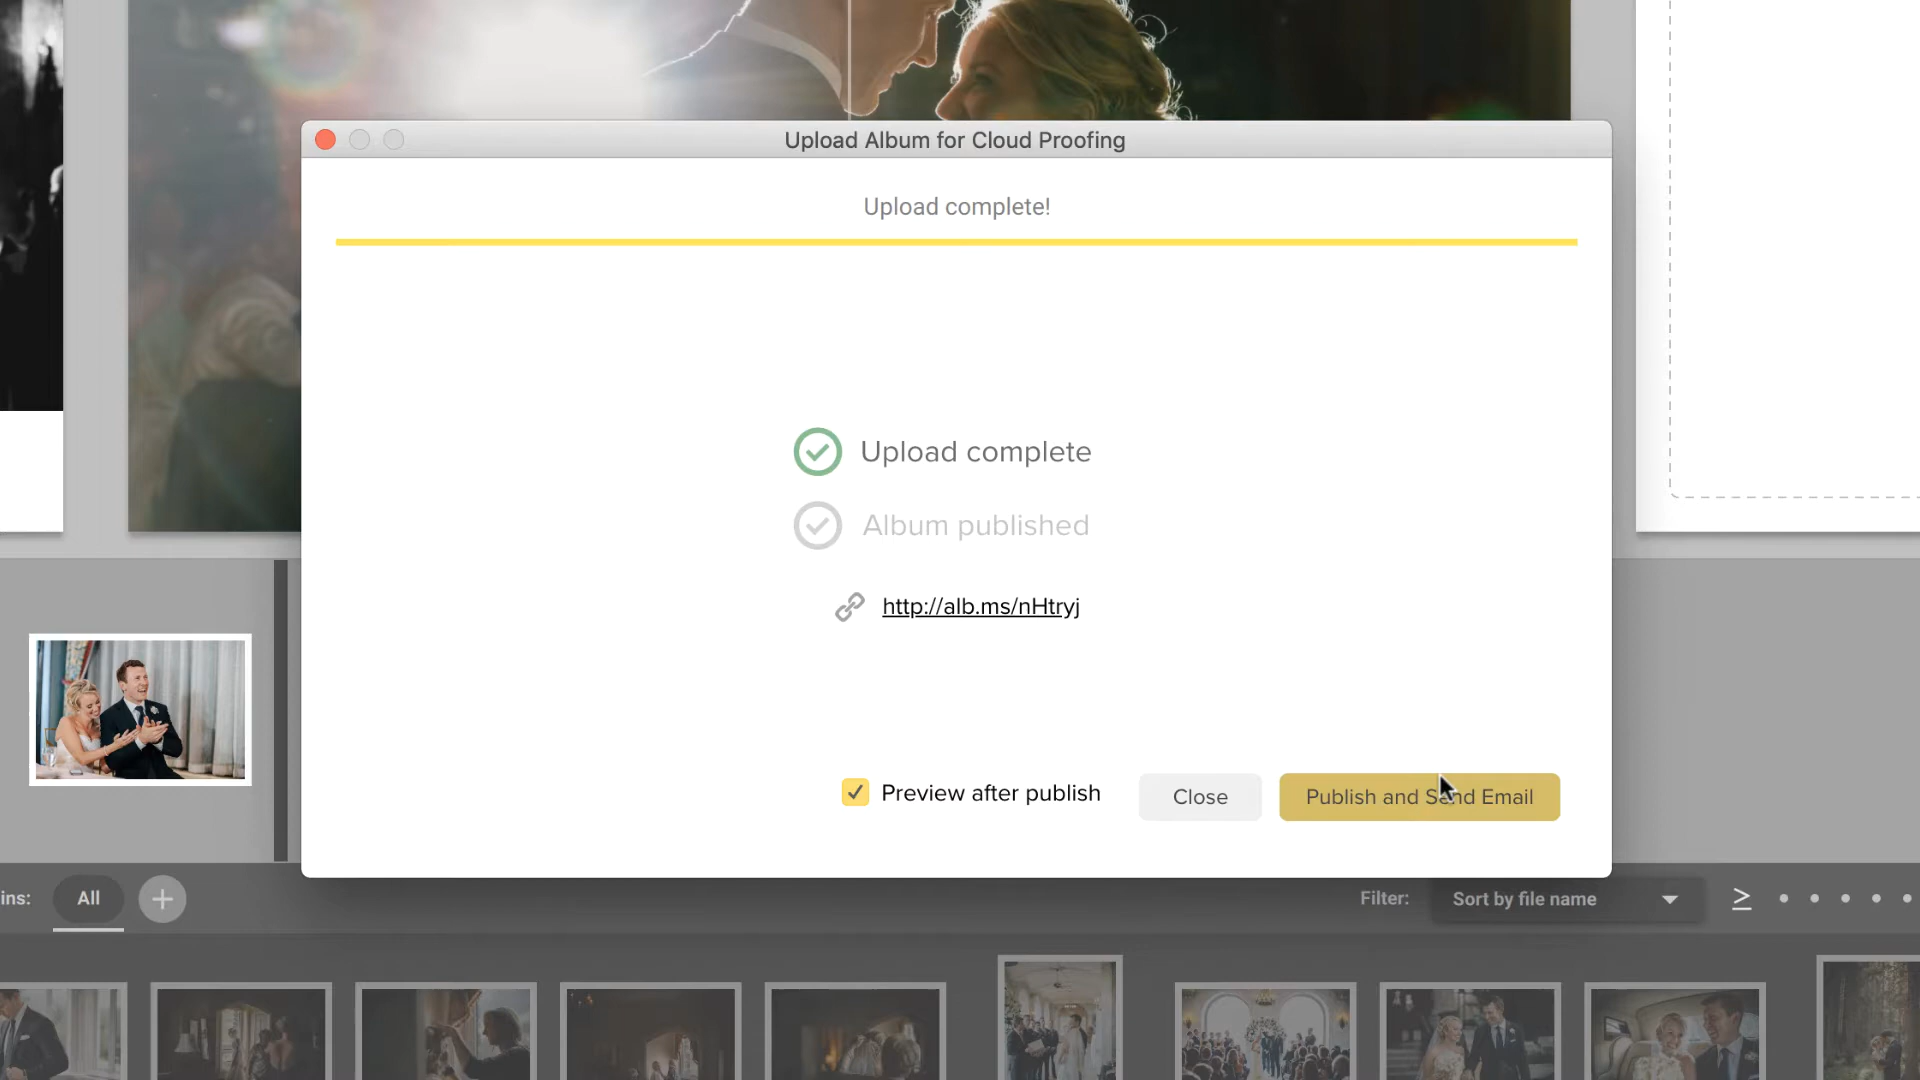 Upload Album for Cloud Proofing
Upload complete!
Upload complete
Album published
http://alb.ms/nHtryj
Preview after publish
Close
Publish and Send Email
ins:
All
Filter:
Sort by file name